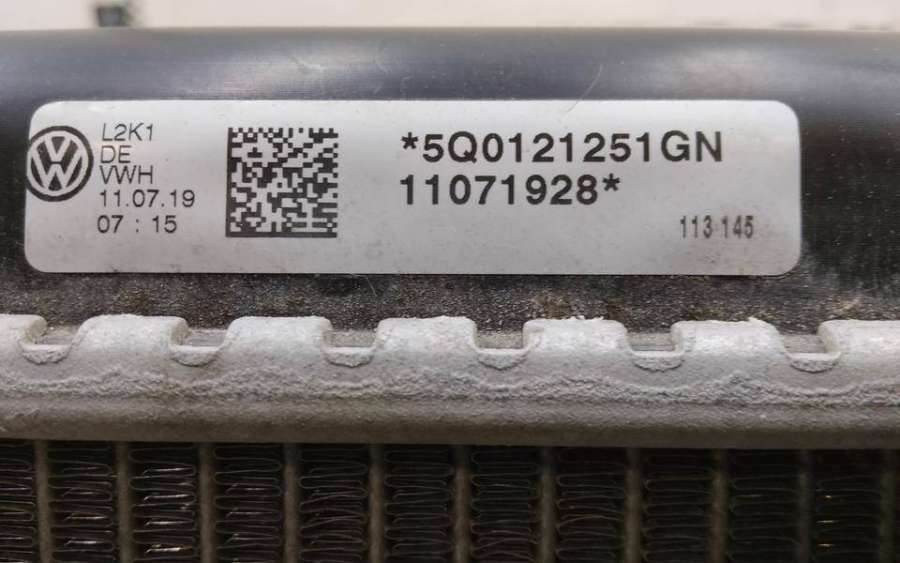 L2K1
DE
VWH
11.07.19
07 : 15
*5Q0121251GN
11071928*
113 145